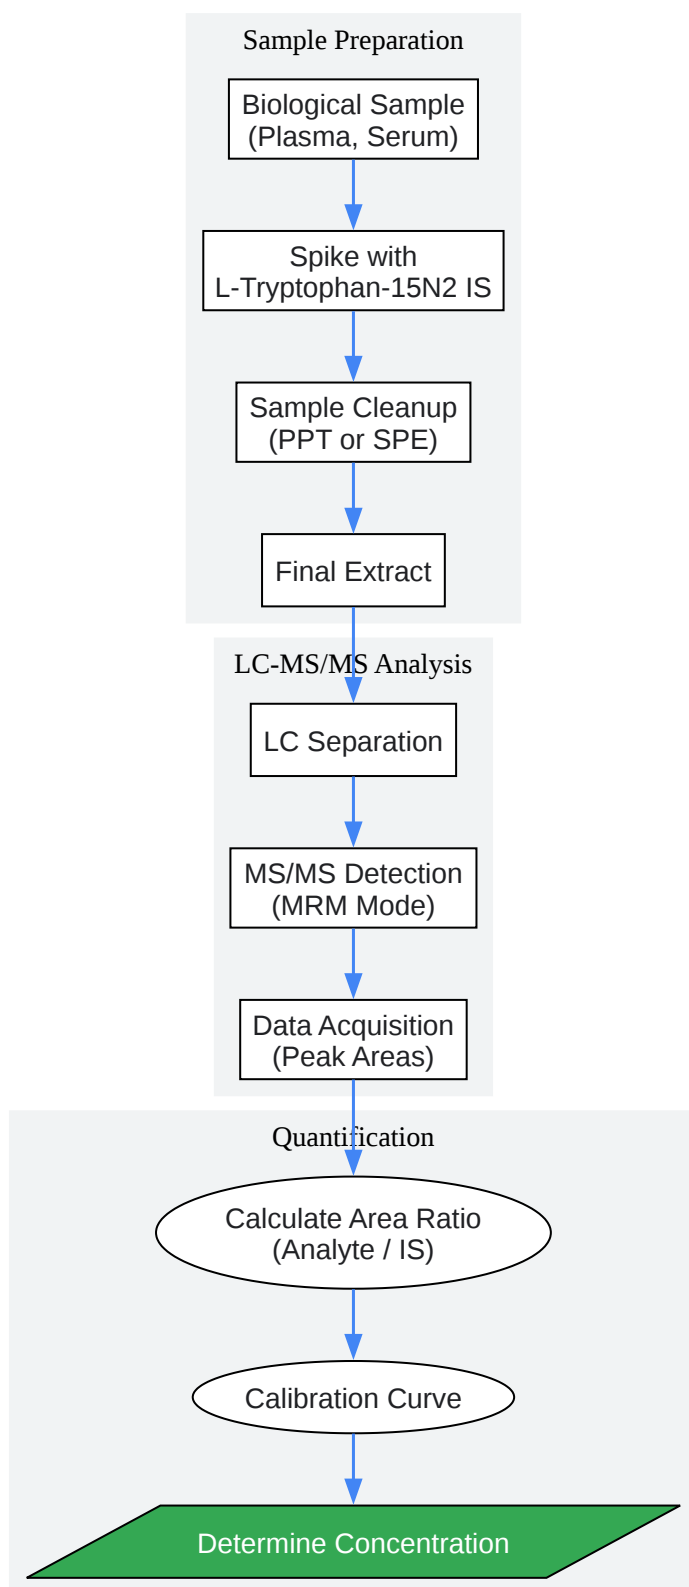 Sample Preparation
Biological Sample
(Plasma, Serum)
Spike with
L-Tryptophan-15N2 IS
Sample Cleanup
(PPT or SPE)
Final Extract
LC-MS/MS Analysis
LC Separation
MS/MS Detection
(MRM Mode)
Data Acquisition
(Peak Areas)
Quantification
Calculate Area Ratio
(Analyte / IS)
Calibration Curve
Determine Concentration